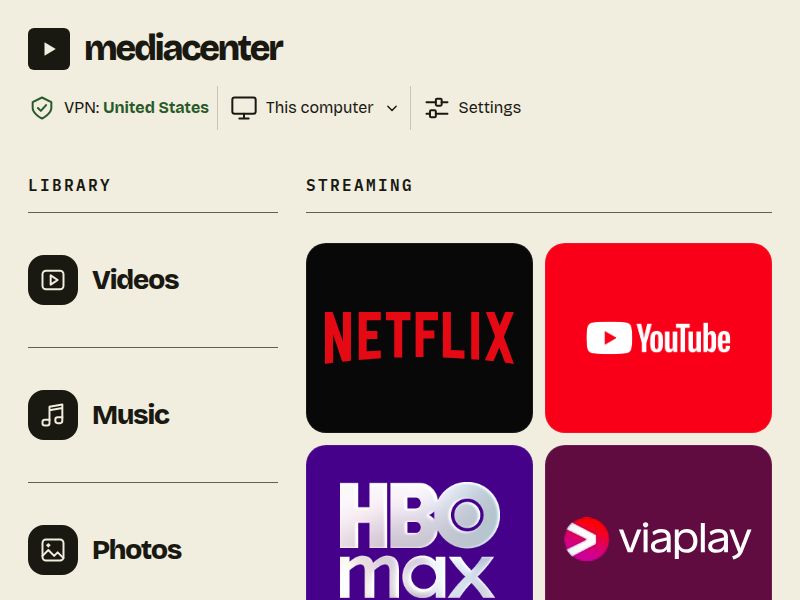 mediacenter
VPN: United States
This computer
Settings
LIBRARY
Videos
Music
Photos
STREAMING
NETFLIX
YouTube
HBO
max
viaplay